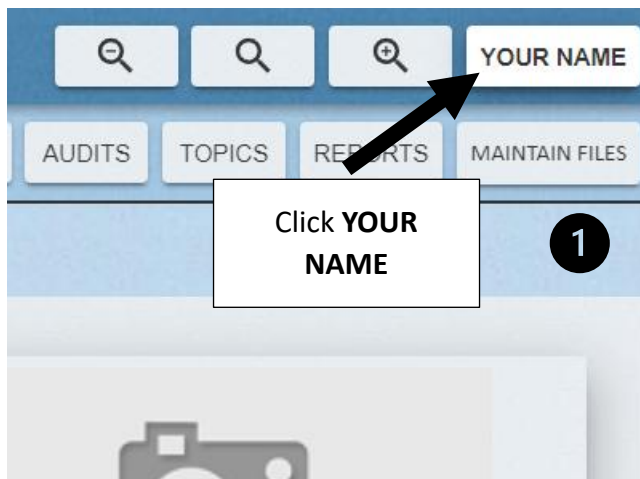 YOUR NAME
AUDITS TOPICS REPORTS MAINTAIN FILES
Click YOUR
NAME
1